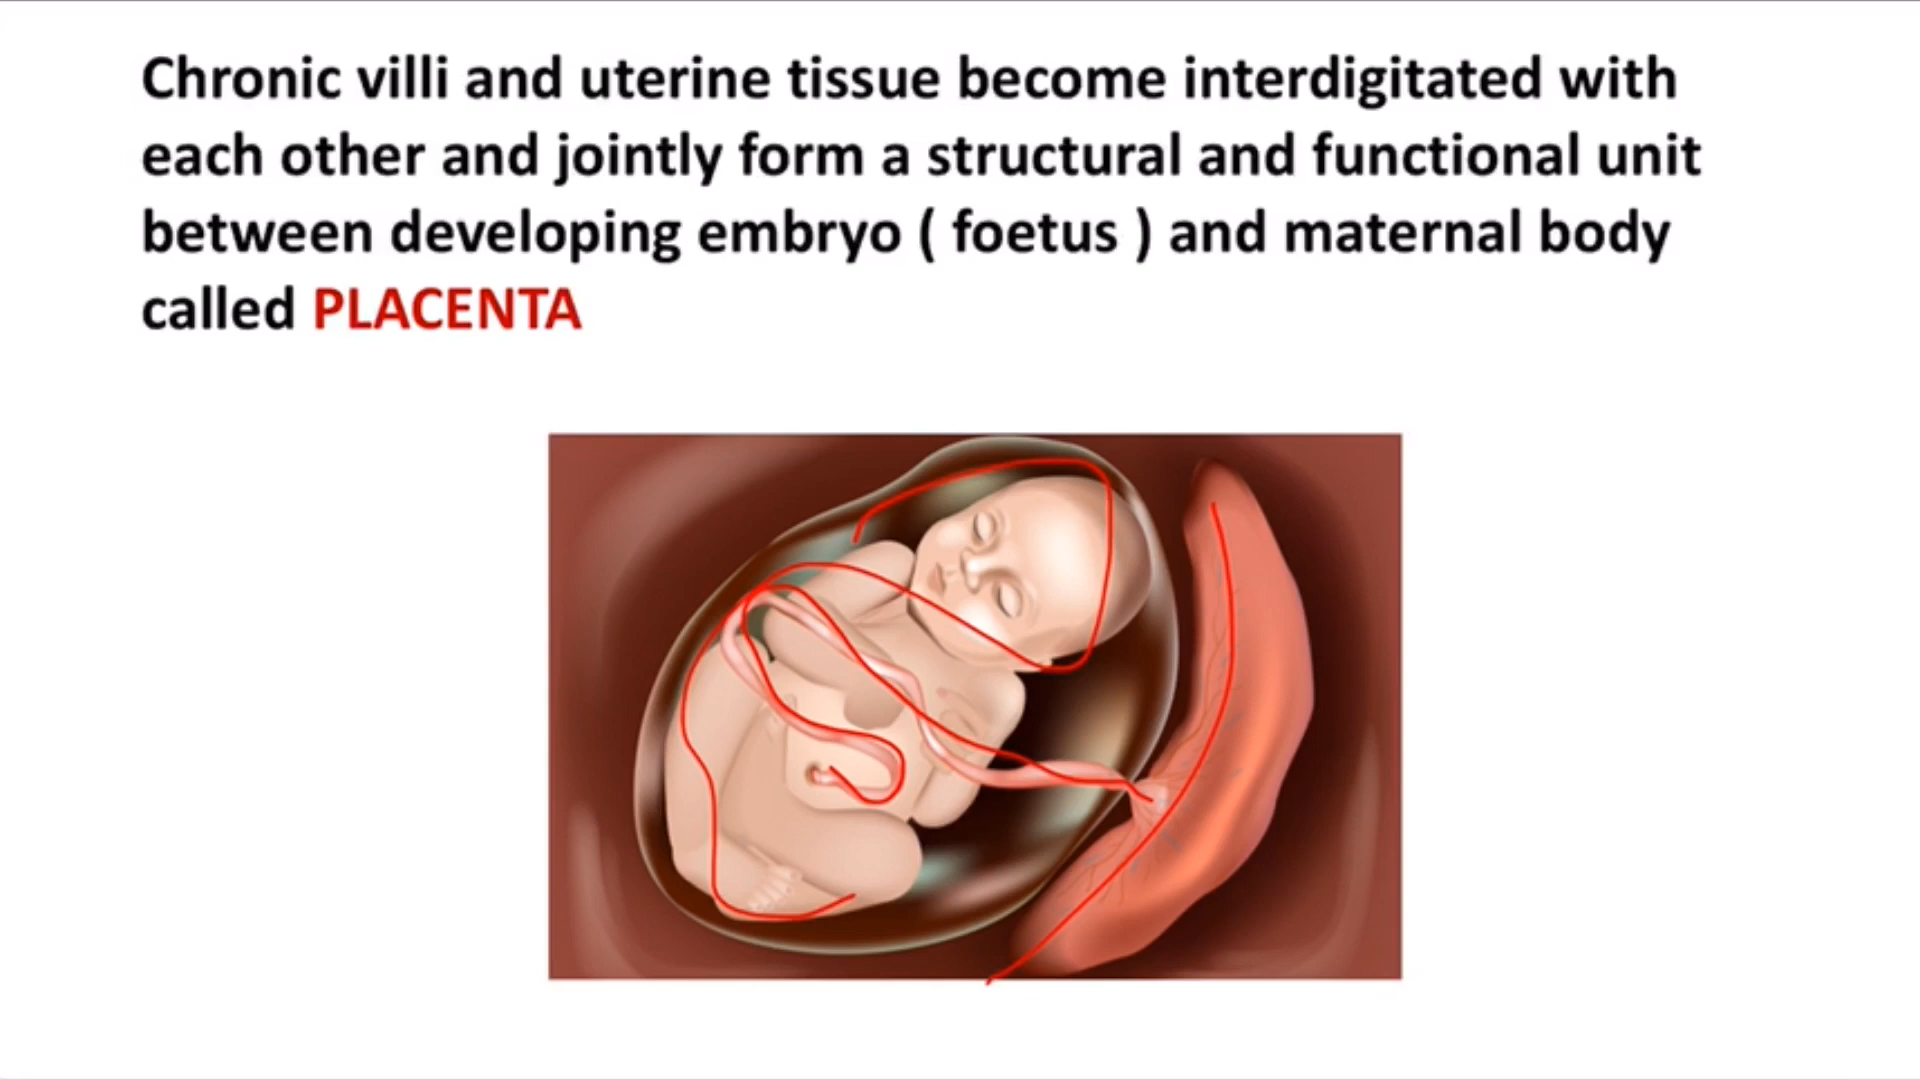 Chronic villi and uterine tissue become interdigitated with
each other and jointly form a structural and functional unit
between developing embryo ( foetus ) and maternal body
called PLACENTA